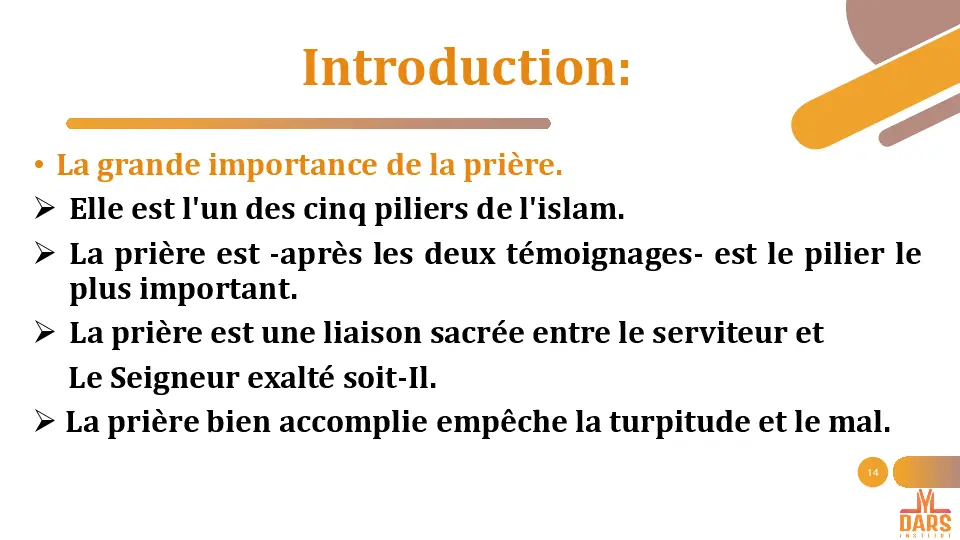 Introduction:
• La grande importance de la prière.
➢ Elle est l'un des cinq piliers de l'islam.
➢ La prière est -après les deux témoignages- est le pilier le
plus important.
➢ La prière est une liaison sacrée entre le serviteur et
Le Seigneur exalté soit-Il.
➢ La prière bien accomplie empêche la turpitude et le mal.
14
DARS
INSTITUT